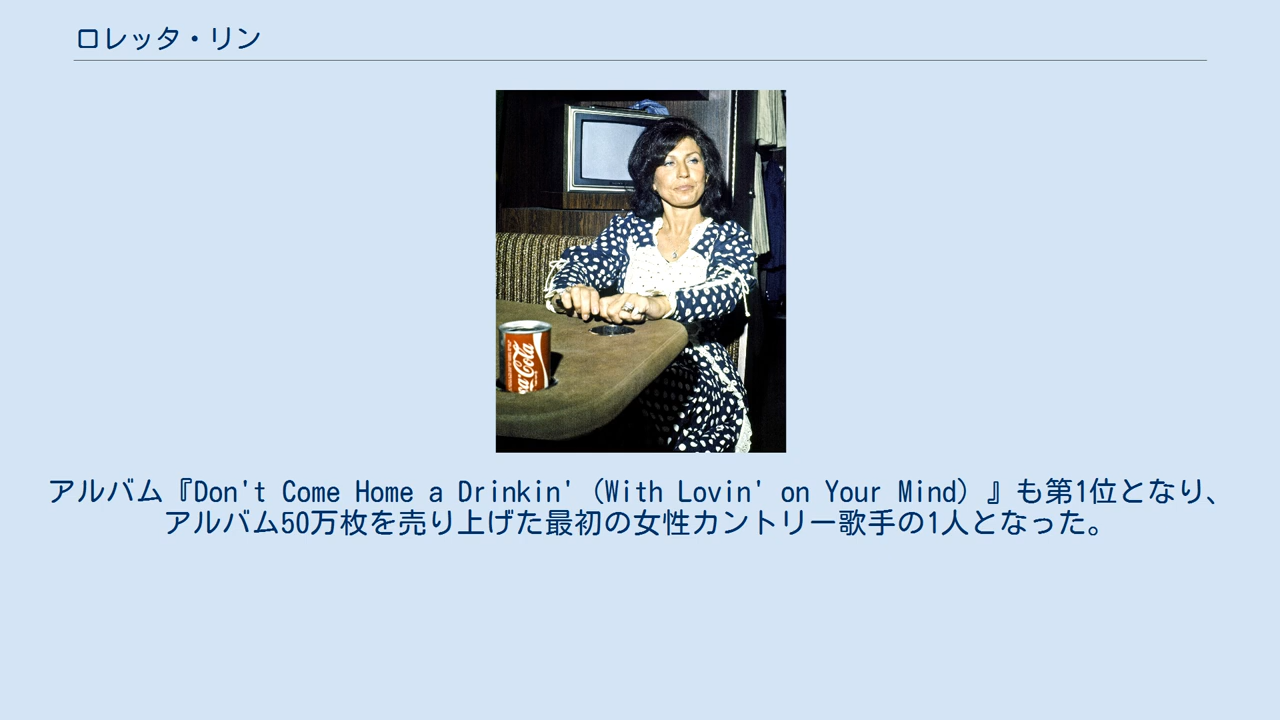 ロレッタ・リン
ca-Cola
アルバム『Don't Come Home a Drinkin' (With Lovin' on Your Mind) 』も第1位となり、
アルバム50万枚を売り上げた最初の女性カントリー歌手の1人となった。